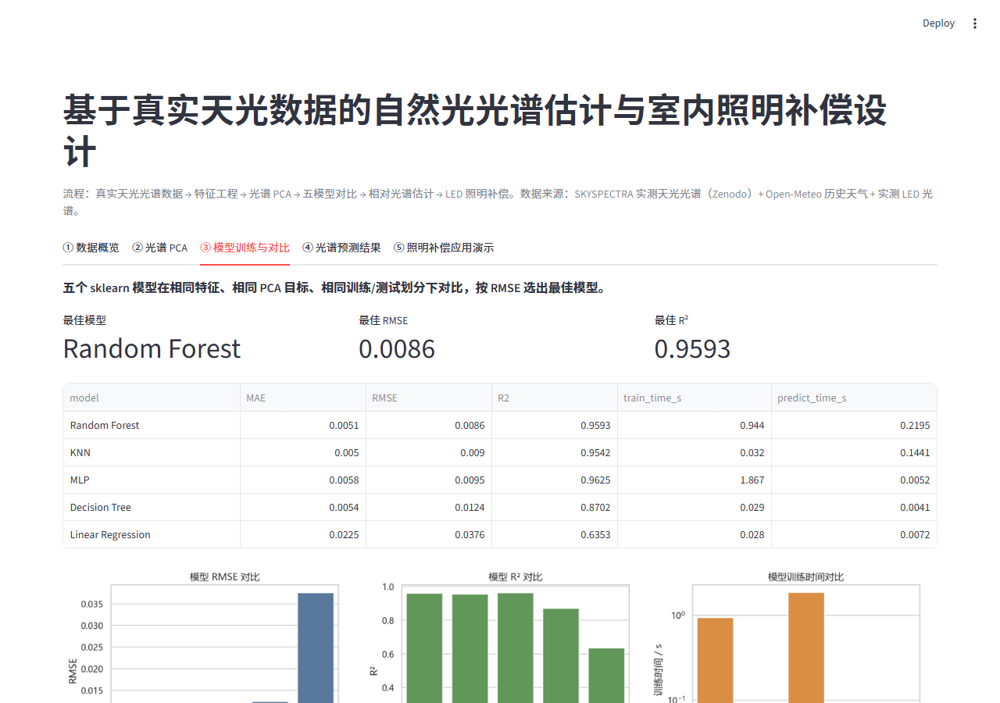 Deploy
基于真实天光数据的自然光光谱估计与室内照明补偿设
计
流程：真实天光光谱数据 → 特征工程 → 光谱 PCA → 五模型对比 → 相对光谱估计 → LED 照明补偿。数据来源：SKYSPECTRA 实测天光光谱（Zenodo）+ Open-Meteo 历史天气 + 实测 LED 光
谱。
① 数据概览 ② 光谱 PCA ③ 模型训练与对比 ④ 光谱预测结果 ⑤ 照明补偿应用演示
五个 sklearn 模型在相同特征、相同 PCA 目标、相同训练/测试划分下对比，按 RMSE 选出最佳模型。
最佳模型 最佳 RMSE 最佳 R²
Random Forest 0.0086 0.9593
model MAE RMSE R2 train_time_s predict_time_s
Random Forest 0.0051 0.0086 0.9593 0.944 0.2195
KNN 0.005 0.009 0.9542 0.032 0.1441
MLP 0.0058 0.0095 0.9625 1.867 0.0052
Decision Tree 0.0054 0.0124 0.8702 0.029 0.0041
Linear Regression 0.0225 0.0376 0.6353 0.028 0.0072
模型 RMSE 对比
0.035
0.030
0.025
0.020
0.015
RMSE
模型 R² 对比
1.0
0.8
0.6
0.4
R²
模型训练时间对比
10⁰
10⁻¹
训练时间 / s